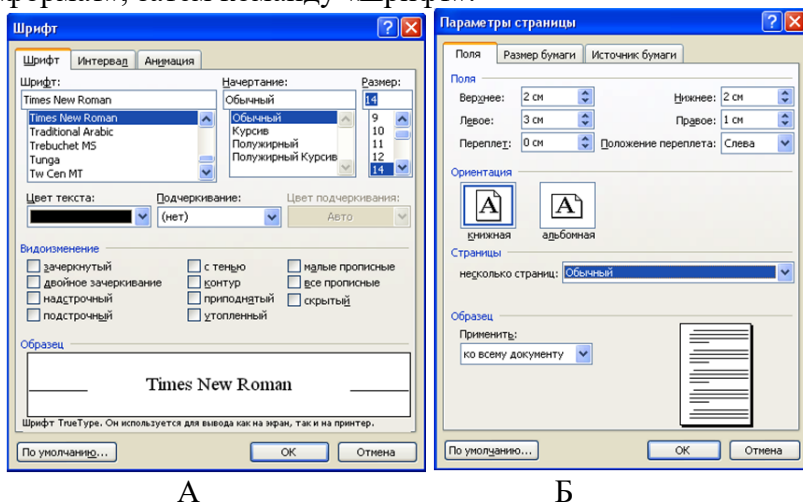 Шрифт
Шрифт Интервал Анимация
Шрифт: Начертание: Размер:
Times New Roman Обычный 14
Times New Roman Обычный 9
Traditional Arabic Курсив 10
Trebuchet MS Полужирный 11
Tunga Полужирный Курсив 12
Tw Cen MT 14
Цвет текста: Подчеркивание: Цвет подчеркивания:
(нет) Авто
Видоизменение
зачеркнутый с тенью малые прописные
двойное зачеркивание контур все прописные
надстрочный приподнятый скрытый
подстрочный утопленный
Образец
Times New Roman
Шрифт TrueType. Он используется для вывода как на экран, так и на принтер.
По умолчанию... ОК Отмена
А
Параметры страницы
Поля Размер бумаги Источник бумаги
Поля
Верхнее: 2 см Нижнее: 2 см
Левое: 3 см Правое: 1 см
Переплет: 0 см Положение переплета: Слева
Ориентация
A A
книжная альбомная
Страницы
несколько страниц: Обычный
Образец
Применить:
ко всему документу
По умолчанию... ОК Отмена
Б